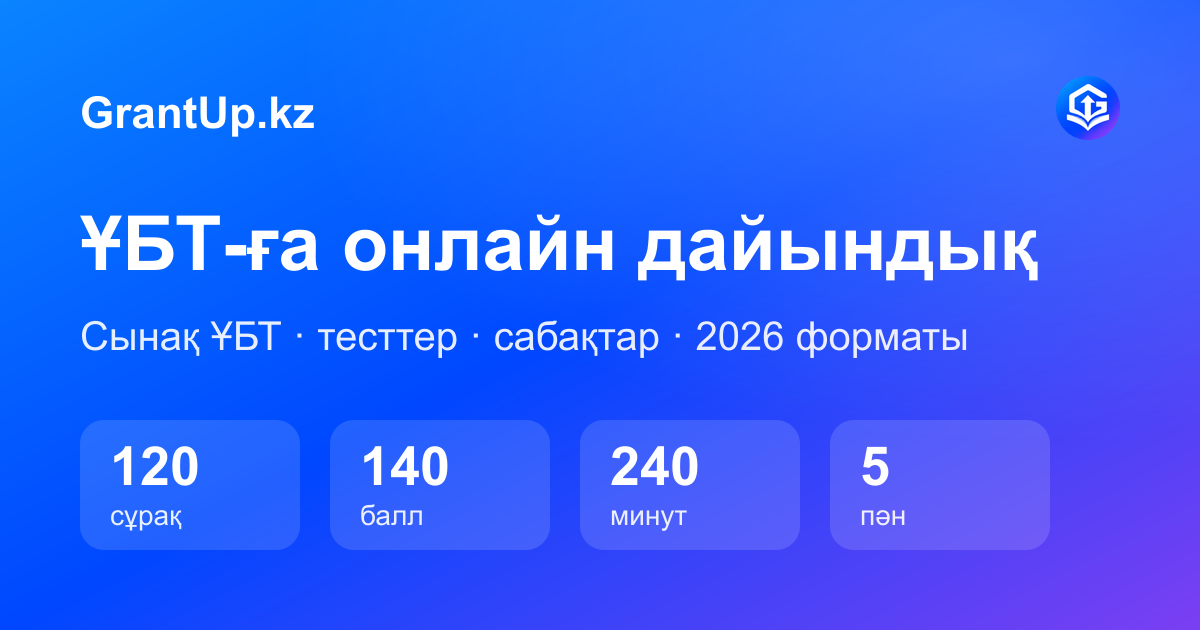 GrantUp.kz
ҰБТ-ға онлайн дайындық
Сынақ ҰБТ · тесттер · сабақтар · 2026 форматы
120
сұрақ
140
балл
240
минут
5
пән